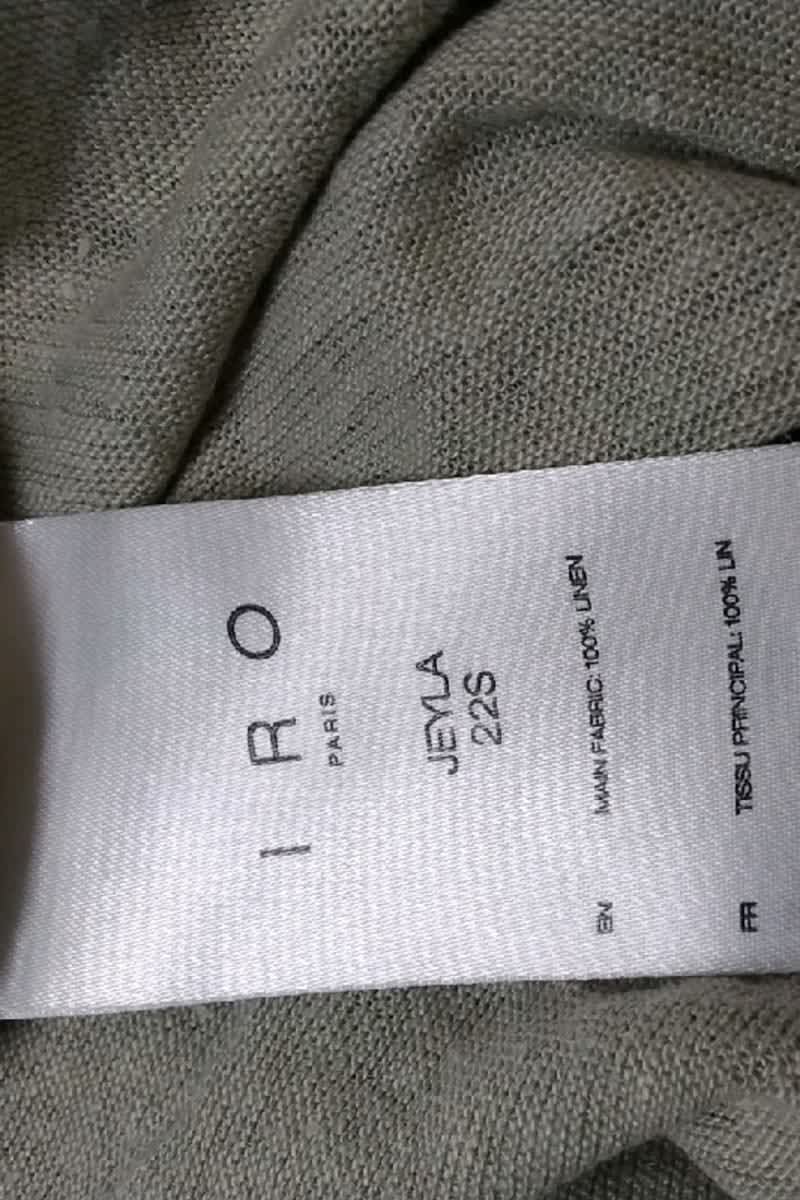 I R O
PARIS
JEYLA
22S
EN MAIN FABRIC: 100% LINEN
FR TISSU PRINCIPAL: 100% LIN